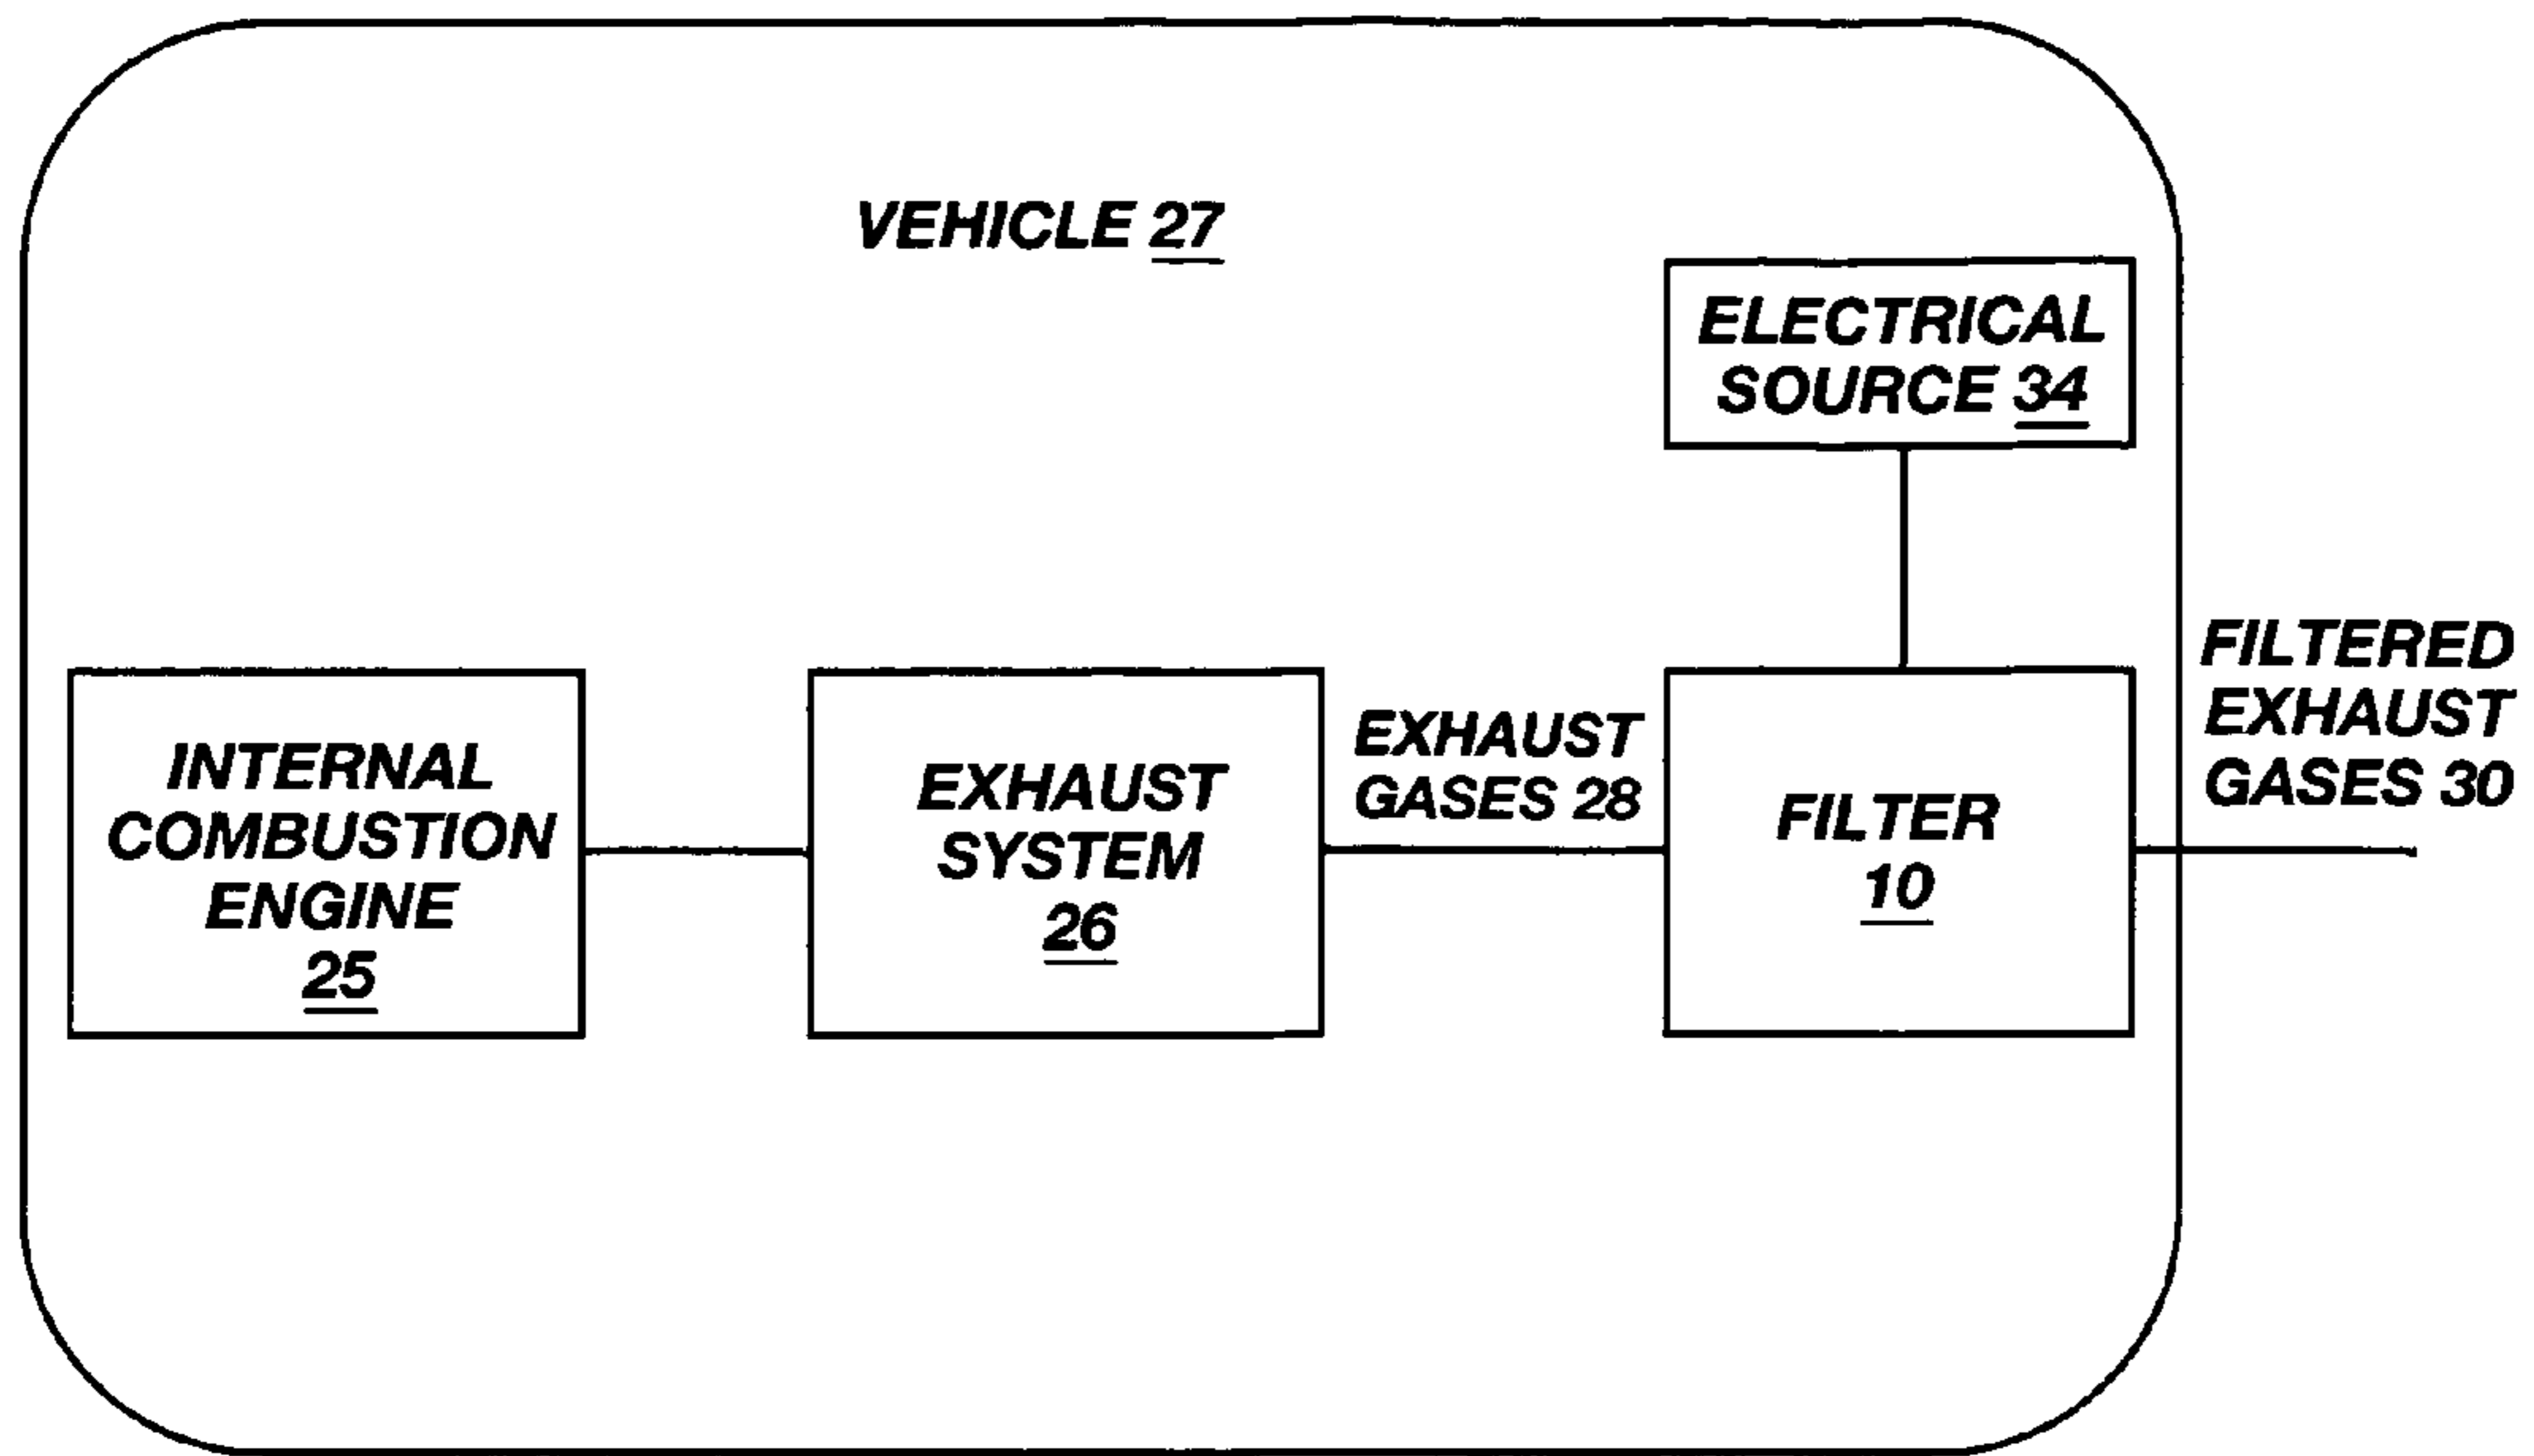 VEHICLE 27
ELECTRICAL
SOURCE 34
INTERNAL
COMBUSTION
ENGINE
25
EXHAUST
SYSTEM
26
EXHAUST
GASES 28
FILTER
10
FILTERED
EXHAUST
GASES 30